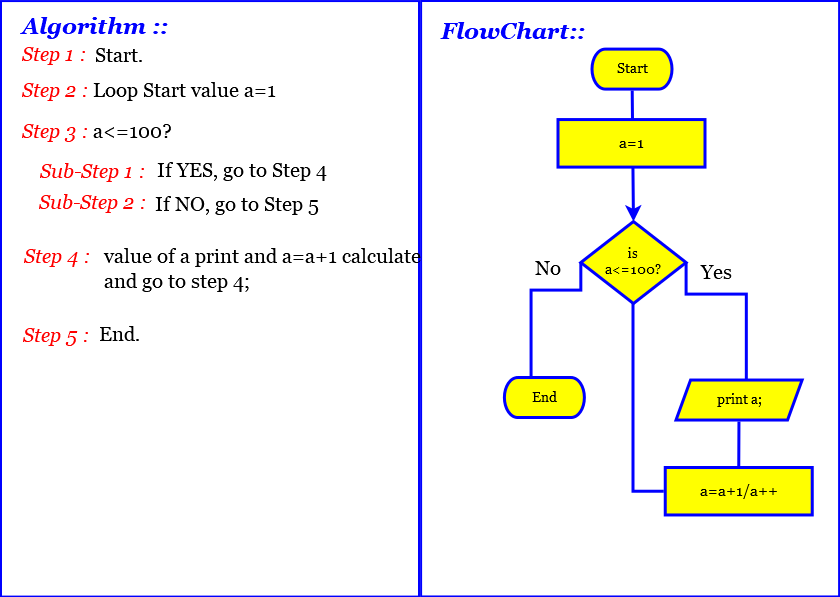 Algorithm ::
Step 1 : Start.
Step 2 : Loop Start value a=1
Step 3 : a<=100?
Sub-Step 1 : If YES, go to Step 4
Sub-Step 2 : If NO, go to Step 5
Step 4 : value of a print and a=a+1 calculate
and go to step 4;
Step 5 : End.
FlowChart::
Start
a=1
is
a<=100?
No
Yes
End
print a;
a=a+1/a++